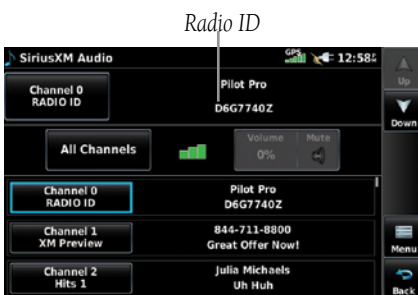 Radio ID
SiriusXM Audio
GPS
12:58
Channel 0
RADIO ID
Pilot Pro
D6G7740Z
Up
Down
All Channels
Volume
0%
Mute
Channel 0
RADIO ID
Pilot Pro
D6G7740Z
Channel 1
XM Preview
844-711-8800
Great Offer Now!
Channel 2
Hits 1
Julia Michaels
Uh Huh
Menu
Back